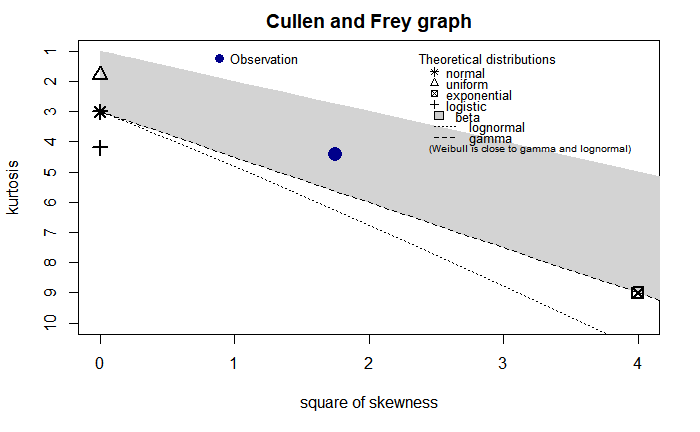 Cullen and Frey graph
Observation
Theoretical distributions
normal
uniform
exponential
logistic
beta
lognormal
gamma
(Weibull is close to gamma and lognormal)
kurtosis
1
2
3
4
5
6
7
8
9
10
0
1
2
3
4
square of skewness